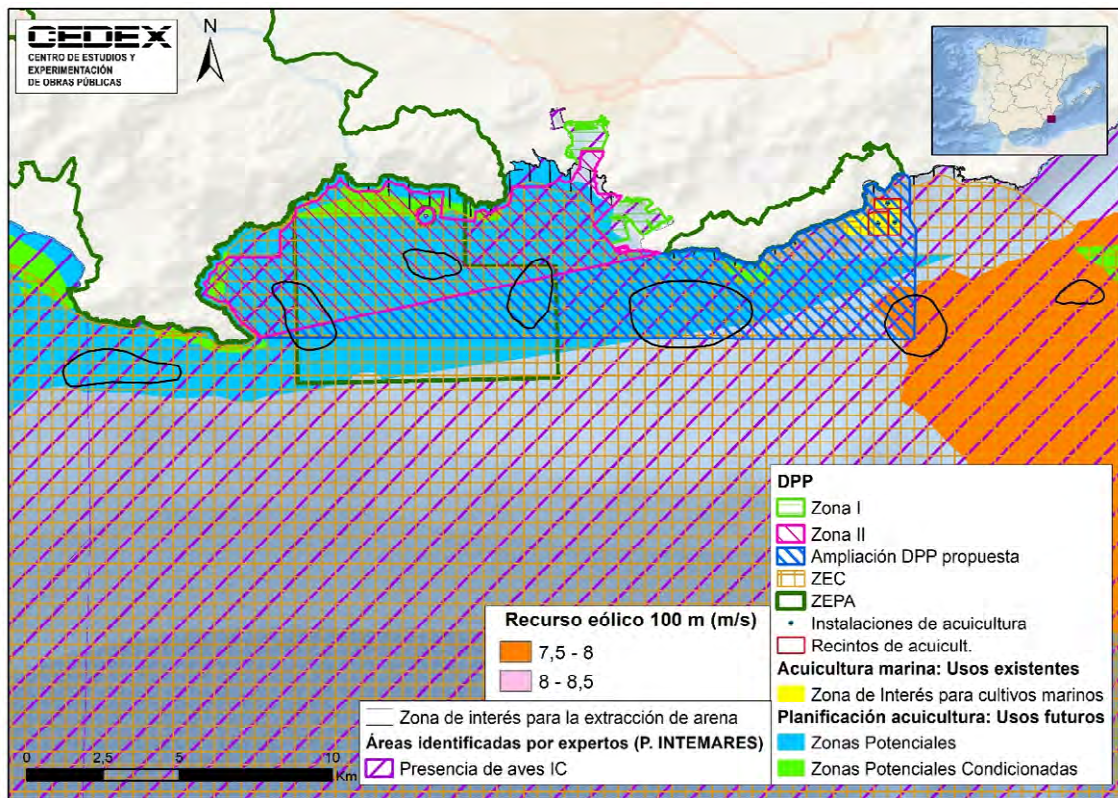 CEDEX
CENTRO DE ESTUDIOS Y
EXPERIMENTACIÓN
DE OBRAS PÚBLICAS
N
DPP
Zona I
Zona II
Ampliación DPP propuesta
ZEC
ZEPA
Instalaciones de acuicultura
Recintos de acuicult.
Acuicultura marina: Usos existentes
Zona de Interés para cultivos marinos
Planificación acuicultura: Usos futuros
Zonas Potenciales
Zonas Potenciales Condicionadas
Recurso eólico 100 m (m/s)
7,5 - 8
8 - 8,5
Zona de interés para la extracción de arena
Áreas identificadas por expertos (P. INTEMARES)
Presencia de aves IC
0 2,5 5 10
Km